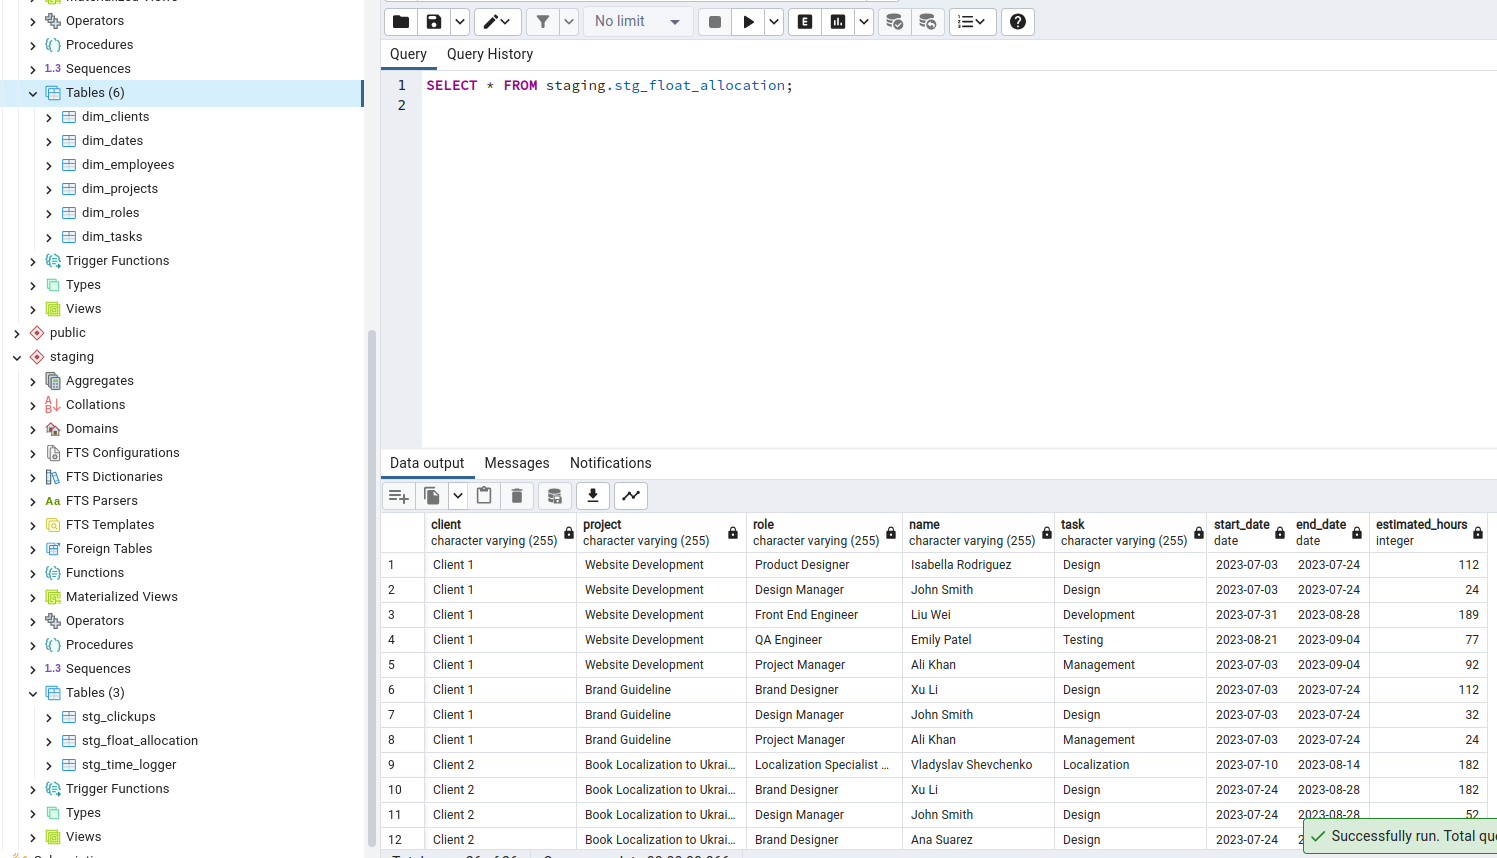 Operators
Procedures
1.3 Sequences
Tables (6)
dim_clients
dim_dates
dim_employees
dim_projects
dim_roles
dim_tasks
Trigger Functions
Types
Views
public
staging
Aggregates
Collations
Domains
FTS Configurations
FTS Dictionaries
Aa FTS Parsers
FTS Templates
Foreign Tables
Functions
Materialized Views
Operators
Procedures
1.3 Sequences
Tables (3)
stg_clickups
stg_float_allocation
stg_time_logger
Trigger Functions
Types
Views
No limit
E
Query Query History
1 SELECT * FROM staging.stg_float_allocation;
2
Data output Messages Notifications
client project role name task start_date end_date estimated_hours
character varying (255) character varying (255) character varying (255) character varying (255) character varying (255) date date integer
1 Client 1 Website Development Product Designer Isabella Rodriguez Design 2023-07-03 2023-07-24 112
2 Client 1 Website Development Design Manager John Smith Design 2023-07-03 2023-07-24 24
3 Client 1 Website Development Front End Engineer Liu Wei Development 2023-07-31 2023-08-28 189
4 Client 1 Website Development QA Engineer Emily Patel Testing 2023-08-21 2023-09-04 77
5 Client 1 Website Development Project Manager Ali Khan Management 2023-07-03 2023-09-04 92
6 Client 1 Brand Guideline Brand Designer Xu Li Design 2023-07-03 2023-07-24 112
7 Client 1 Brand Guideline Design Manager John Smith Design 2023-07-03 2023-07-24 32
8 Client 1 Brand Guideline Project Manager Ali Khan Management 2023-07-03 2023-07-24 24
9 Client 2 Book Localization to Ukrai... Localization Specialist ... Vladyslav Shevchenko Localization 2023-07-10 2023-08-14 182
10 Client 2 Book Localization to Ukrai... Brand Designer Xu Li Design 2023-07-24 2023-08-28 182
11 Client 2 Book Localization to Ukrai... Design Manager John Smith Design 2023-07-24 2023-08-28 52
12 Client 2 Book Localization to Ukrai... Brand Designer Ana Suarez Design 2023-07-24
Successfully run. Total